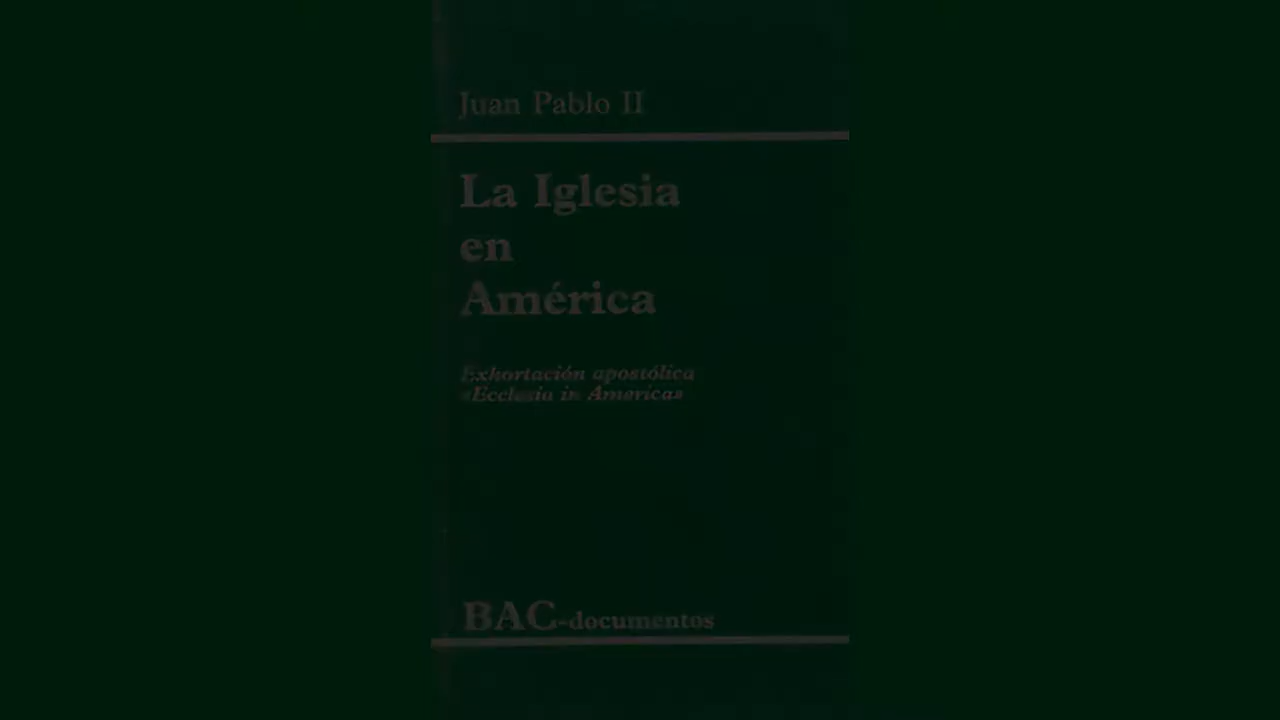 Juan Pablo II
La Iglesia
en
América
Exhortación apostólica
«Ecclesia in America»
BAC-documentos